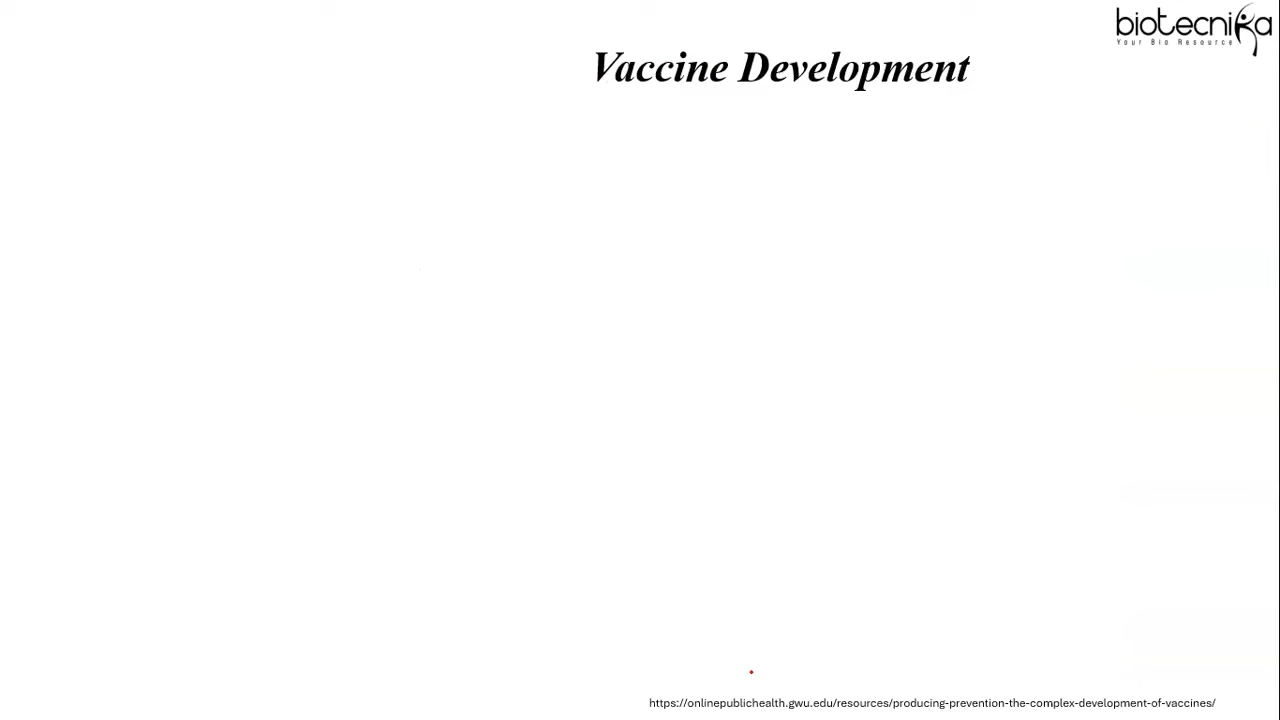 biotecnika
Your Bio Resource
Vaccine Development
https://onlinepublichealth.gwu.edu/resources/producing-prevention-the-complex-development-of-vaccines/